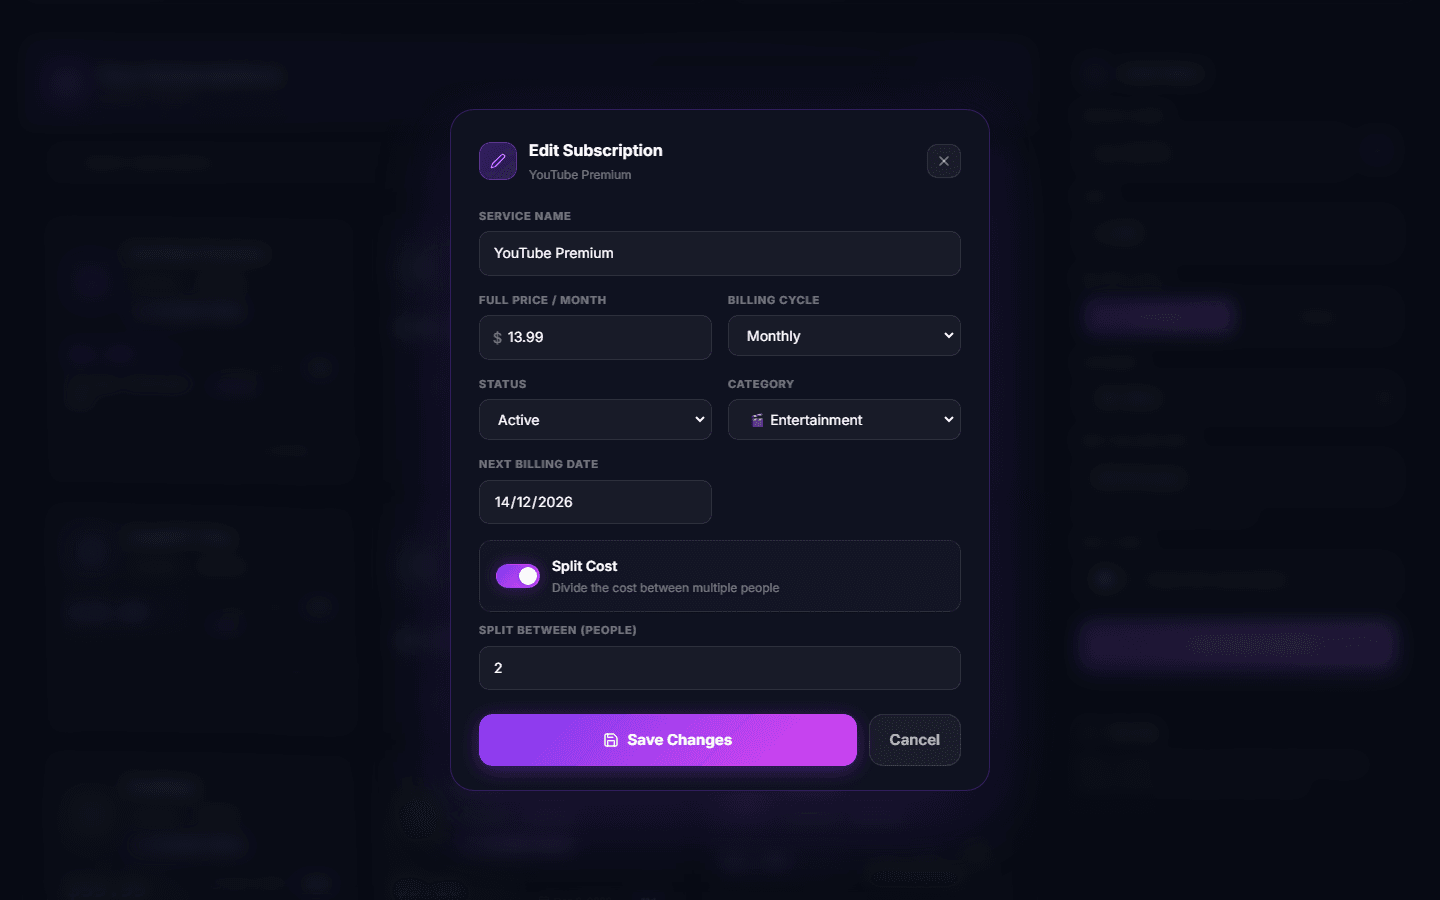 Edit Subscription
YouTube Premium
SERVICE NAME
YouTube Premium
FULL PRICE / MONTH
BILLING CYCLE
$ 13.99
Monthly
STATUS
CATEGORY
Active
Entertainment
NEXT BILLING DATE
14/12/2026
Split Cost
Divide the cost between multiple people
SPLIT BETWEEN (PEOPLE)
2
Save Changes
Cancel